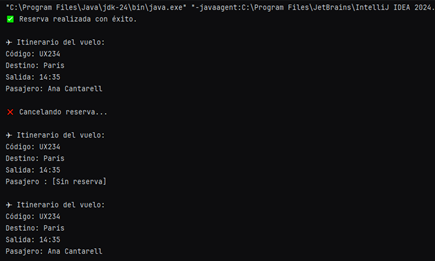 "C:\Program Files\Java\jdk-24\bin\java.exe" "-javaagent:C:\Program Files\JetBrains\IntelliJ IDEA 2024.
✅ Reserva realizada con éxito.
✈ Itinerario del vuelo:
Código: UX234
Destino: París
Salida: 14:35
Pasajero: Ana Cantarell
❌ Cancelando reserva...
✈ Itinerario del vuelo:
Código: UX234
Destino: París
Salida: 14:35
Pasajero : [Sin reserva]
✈ Itinerario del vuelo:
Código: UX234
Destino: París
Salida: 14:35
Pasajero: Ana Cantarell